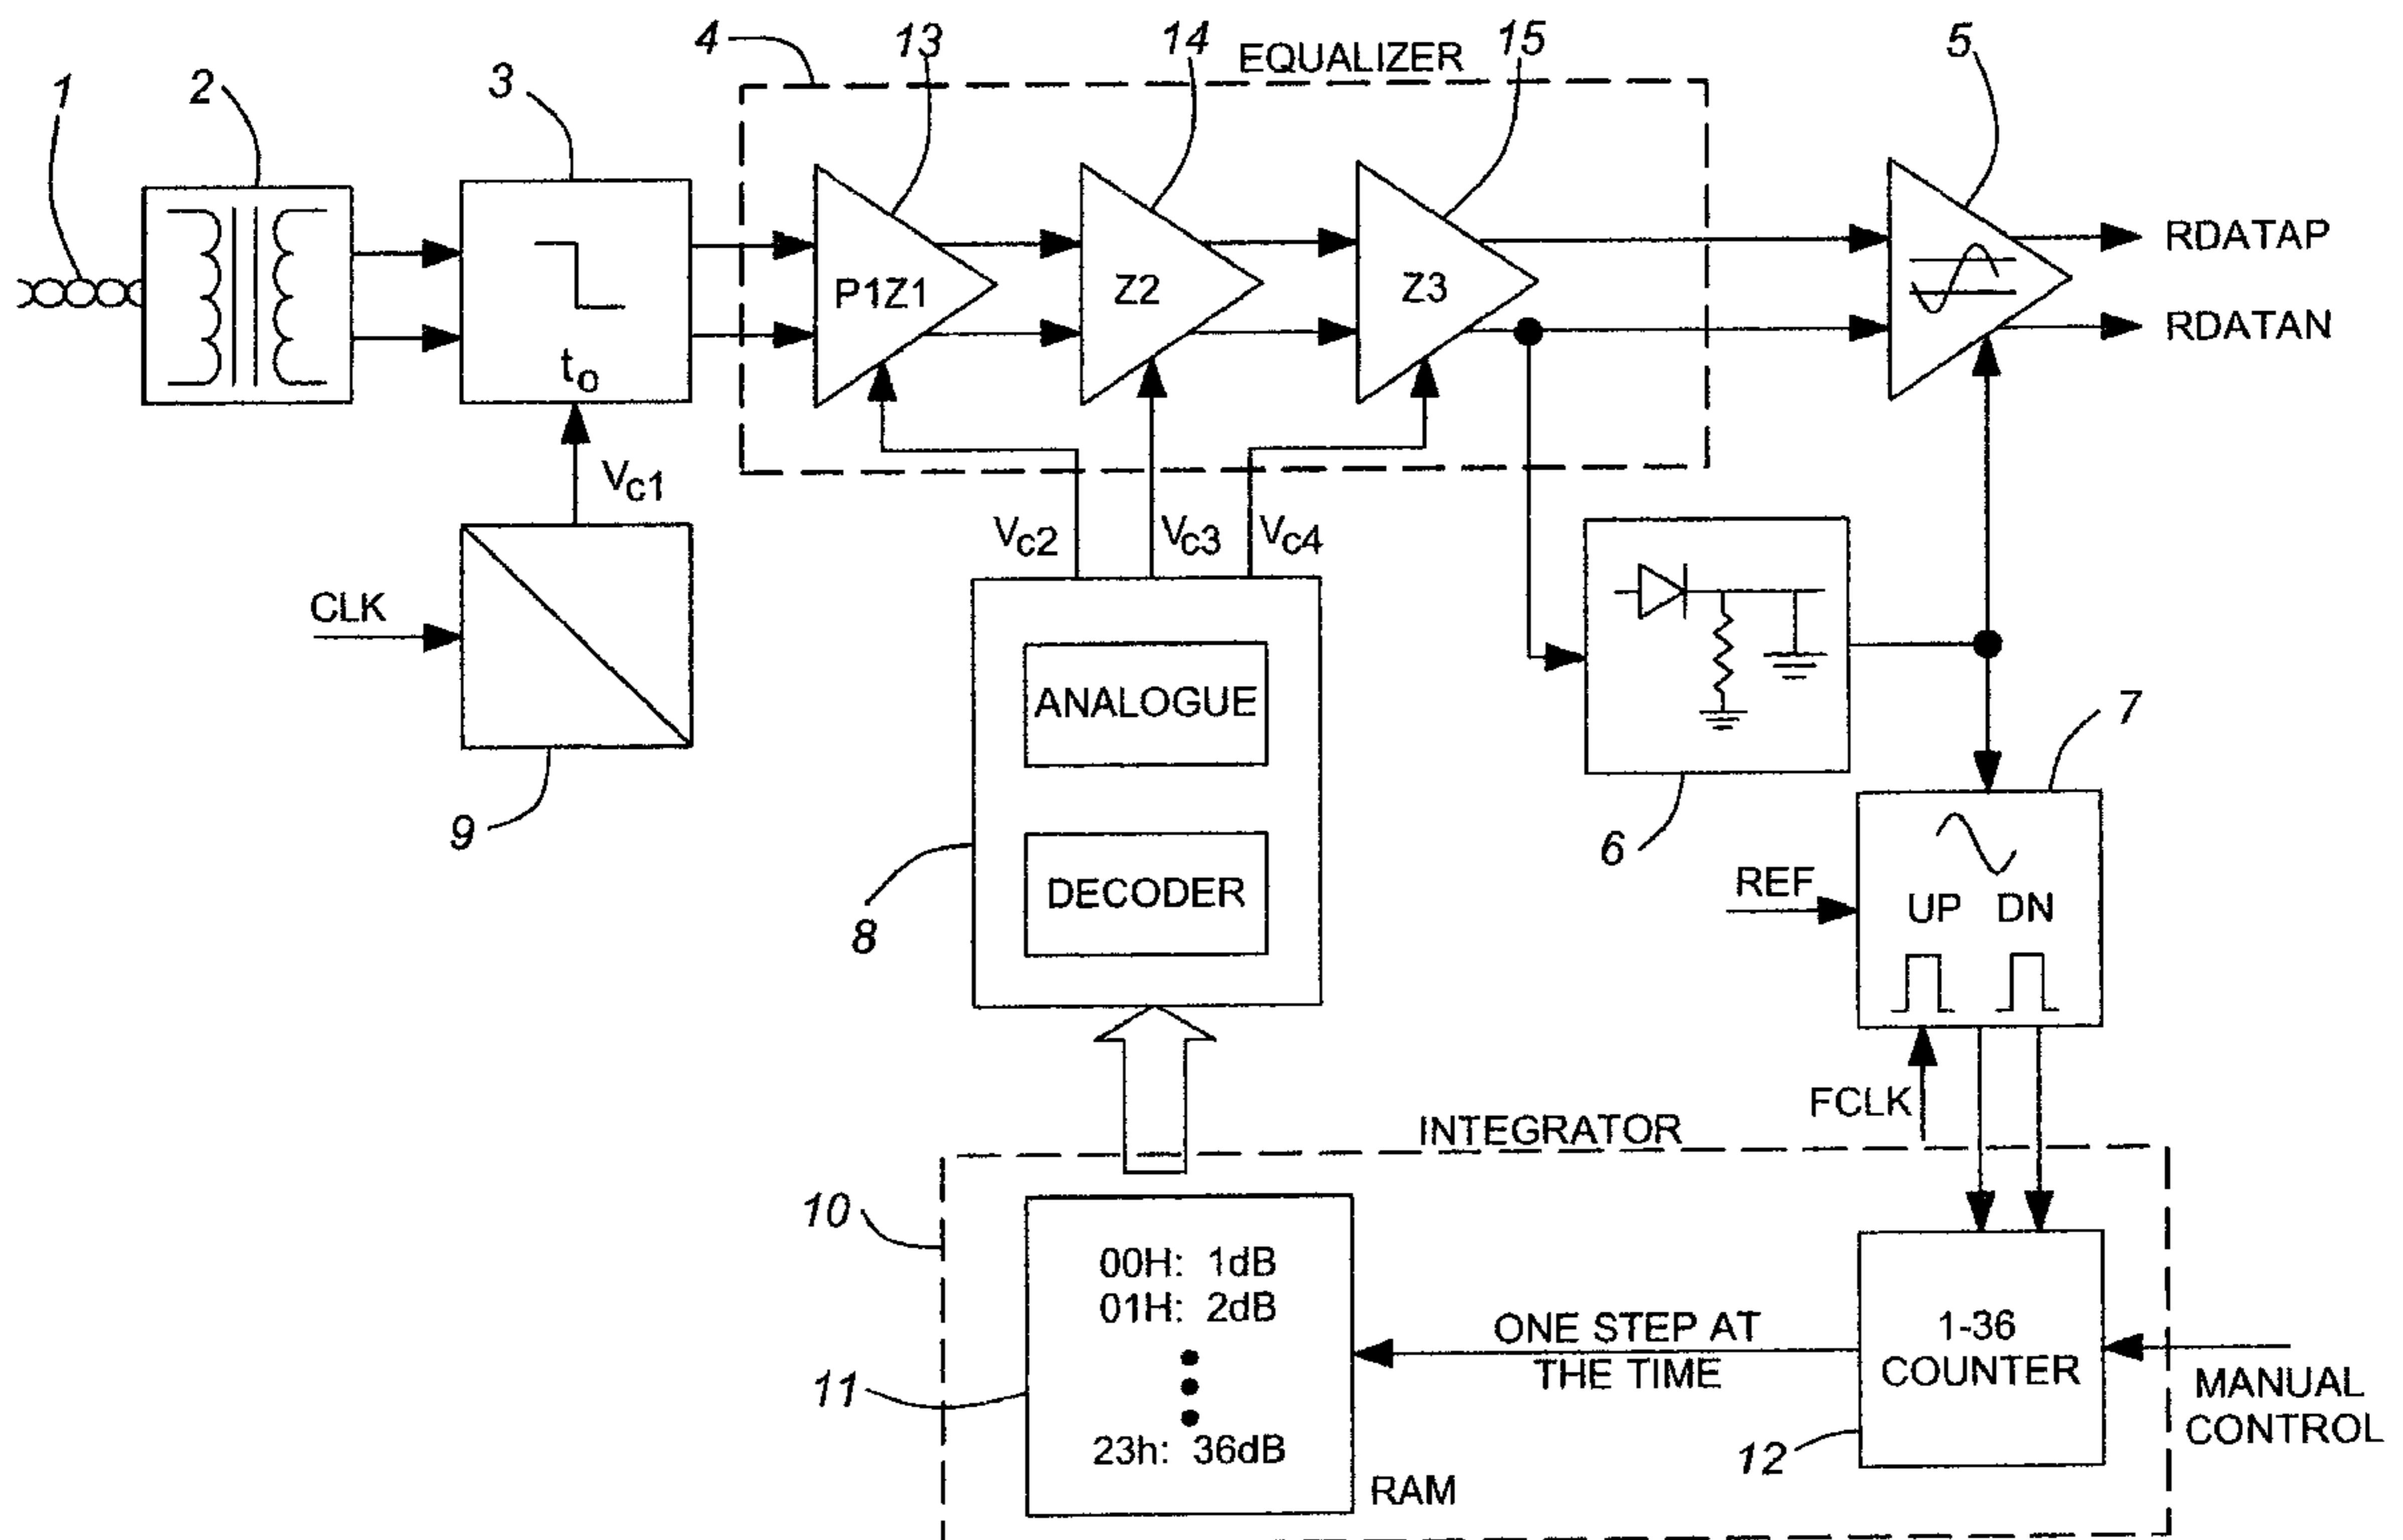 4
13
14
EQUALIZER
15
5
1
2
3
P1Z1
Z2
Z3
RDATAP
RDATAN
to
Vc1
Vc2
Vc3
Vc4
CLK
9
ANALOGUE
DECODER
8
6
7
REF
UP DN
FCLK
INTEGRATOR
10
00H: 1dB
01H: 2dB
23h: 36dB
11
RAM
ONE STEP AT
THE TIME
1-36
COUNTER
12
MANUAL
CONTROL